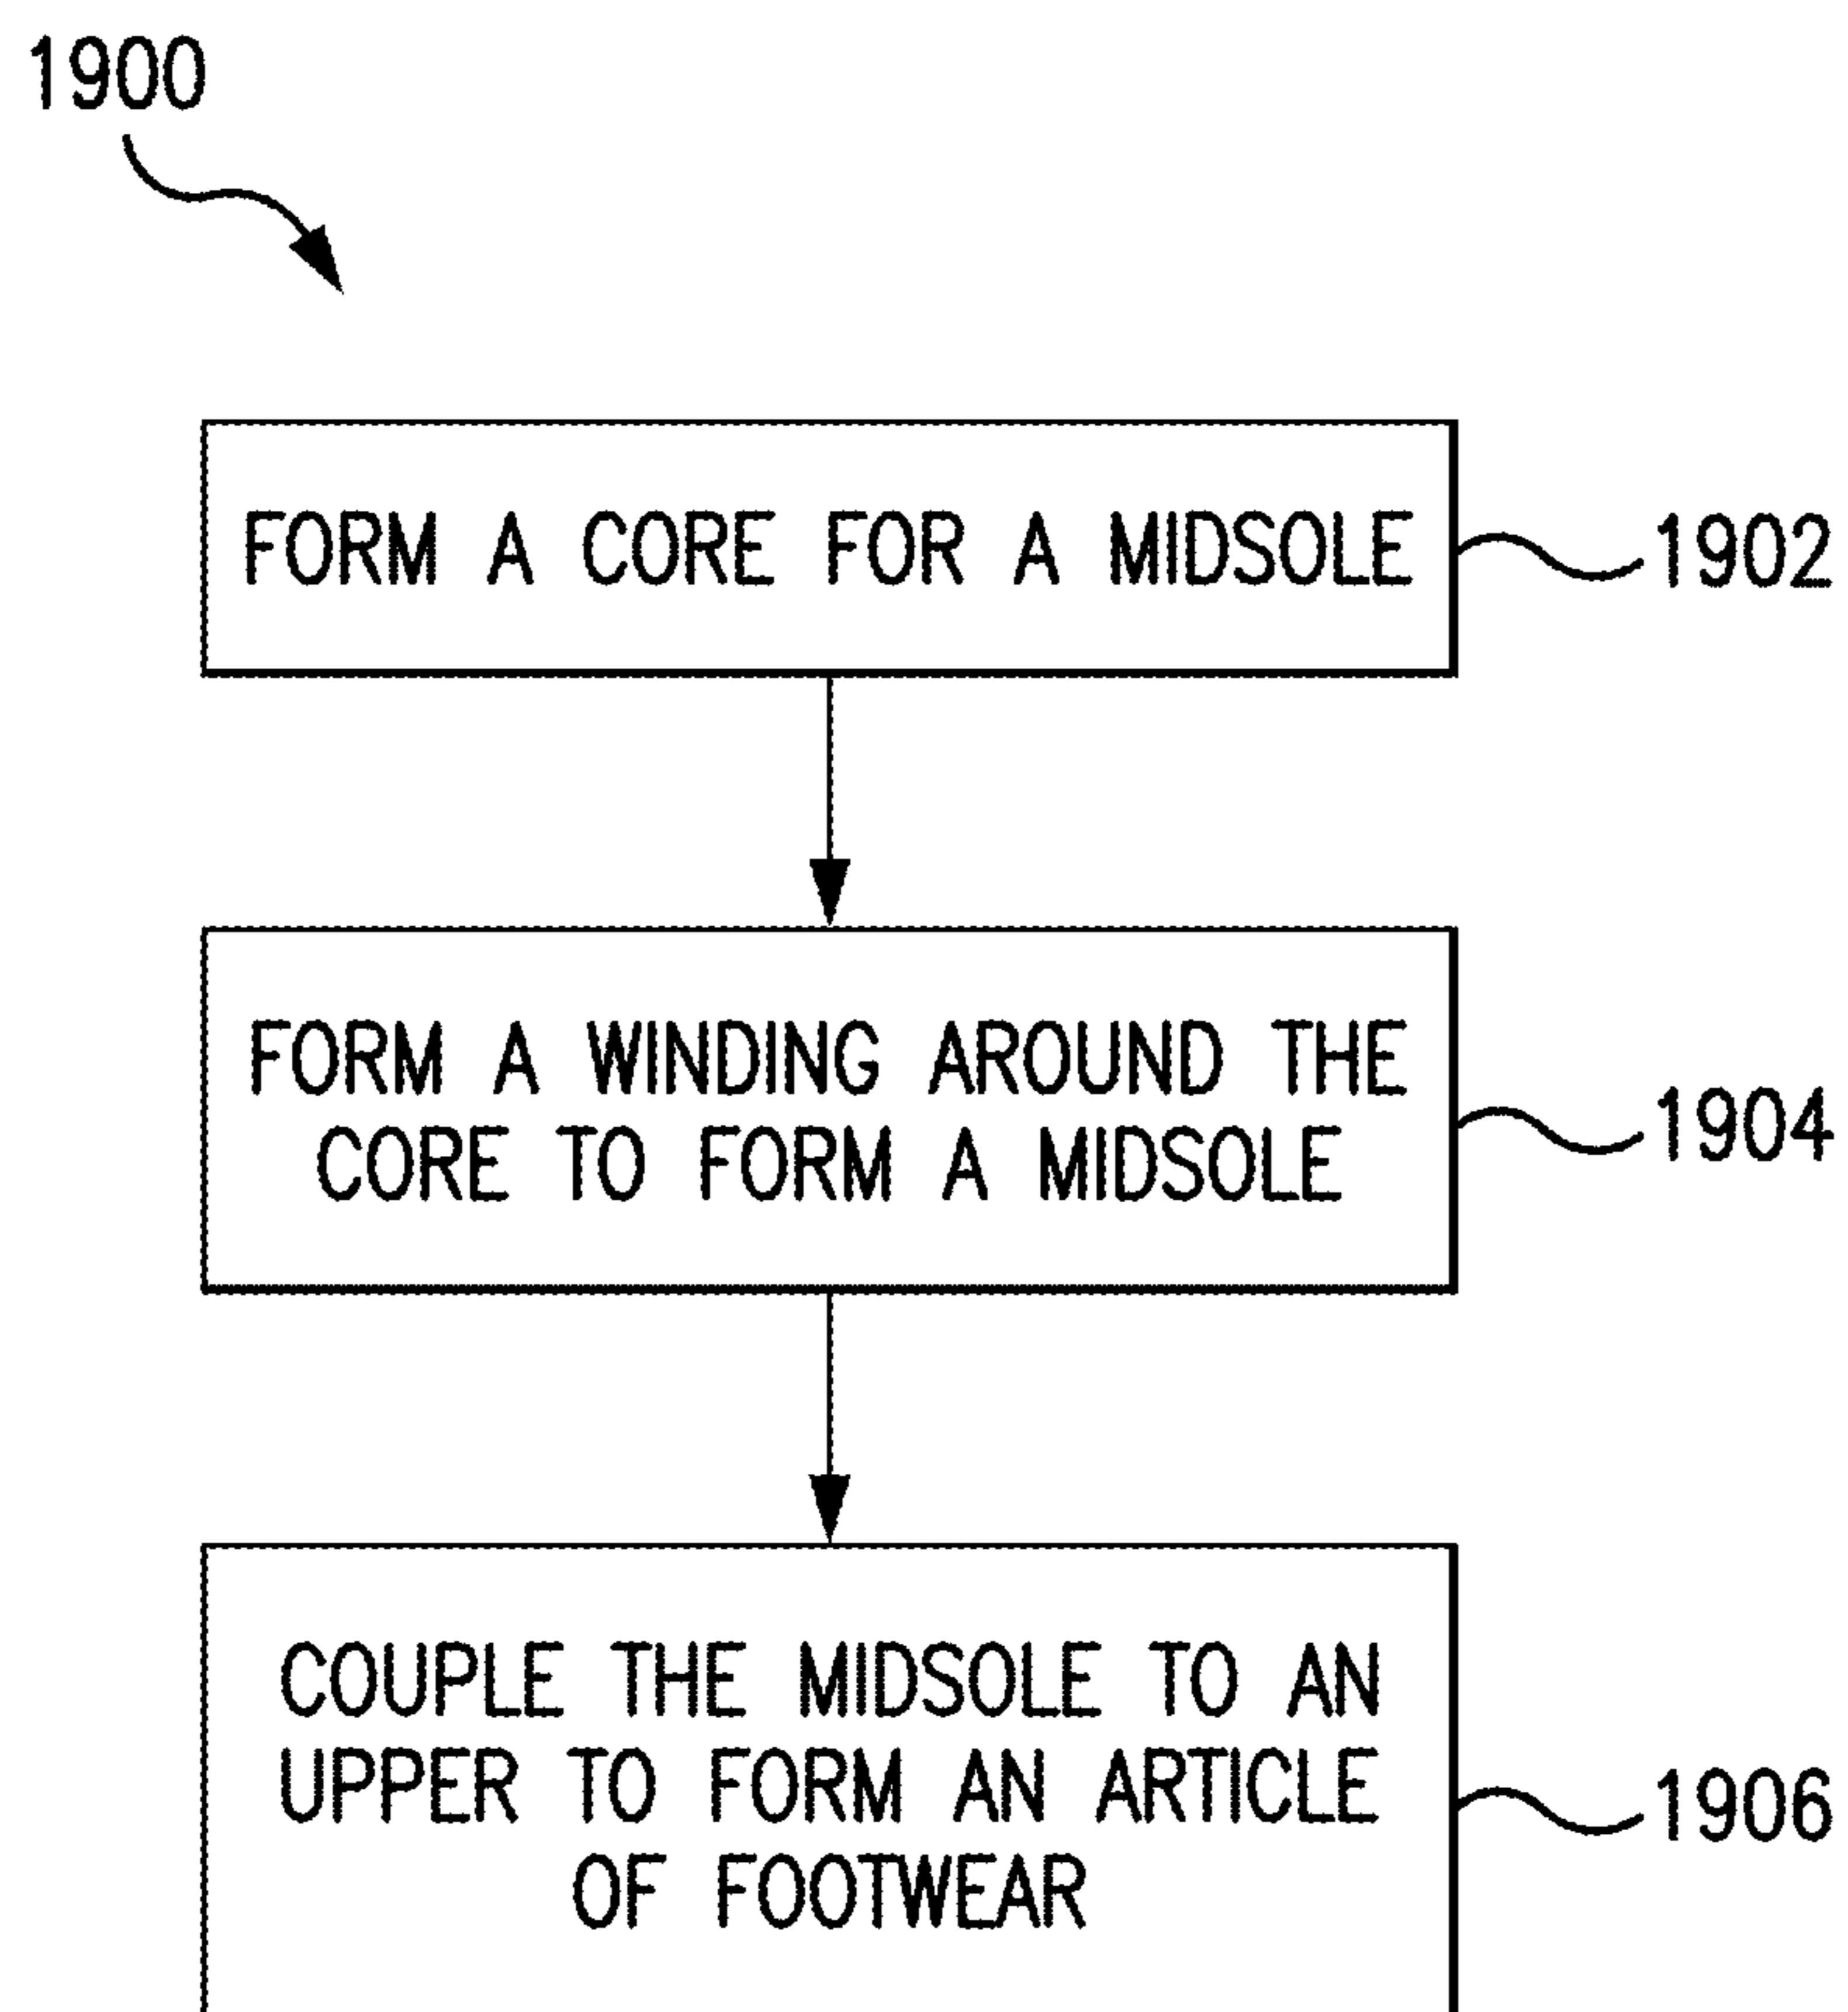 1900
FORM A CORE FOR A MIDSOLE
1902
FORM A WINDING AROUND THE
CORE TO FORM A MIDSOLE
1904
COUPLE THE MIDSOLE TO AN
UPPER TO FORM AN ARTICLE
OF FOOTWEAR
1906